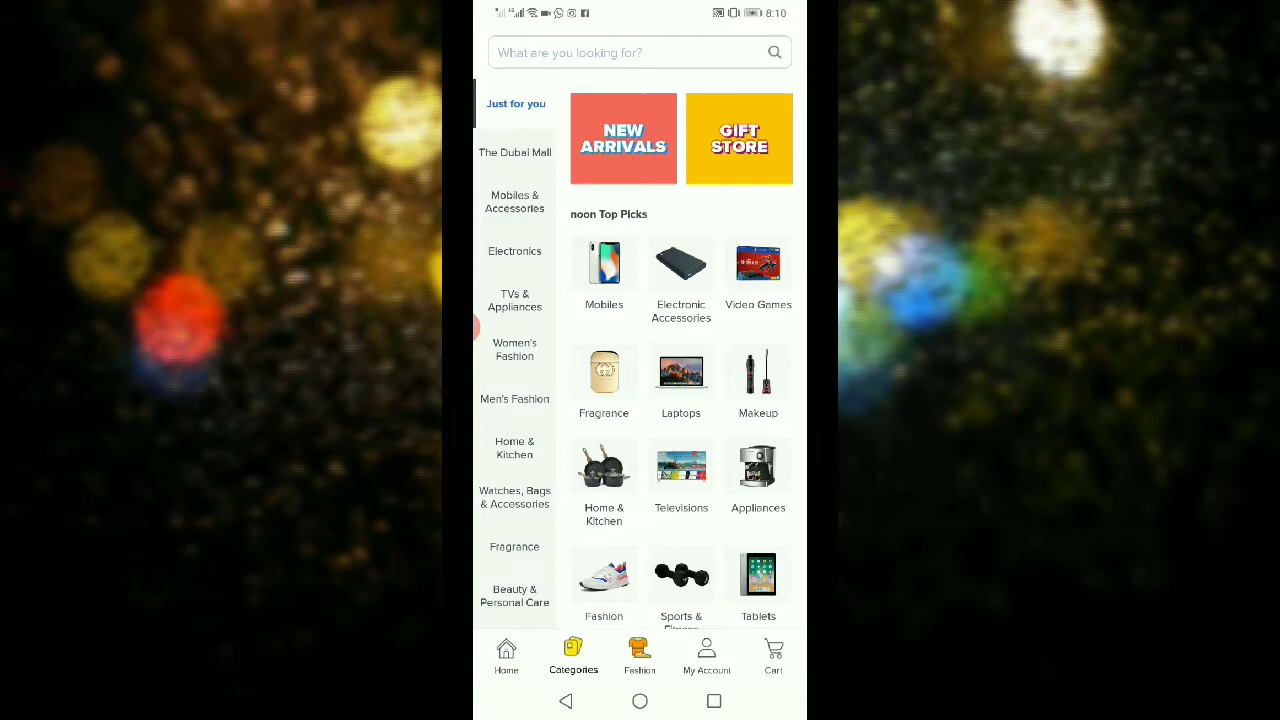 8:10
What are you looking for?
Just for you
The Dubai Mall
Mobiles &
Accessories
Electronics
TVs &
Appliances
Women's
Fashion
Men's Fashion
Home &
Kitchen
Watches, Bags
& Accessories
Fragrance
Beauty &
Personal Care
NEW
ARRIVALS
GIFT
STORE
noon Top Picks
Mobiles
Electronic
Accessories
Video Games
Fragrance
Laptops
Makeup
Home &
Kitchen
Televisions
Appliances
Fashion
Sports &
Fitness
Tablets
Home
Categories
Fashion
My Account
Cart